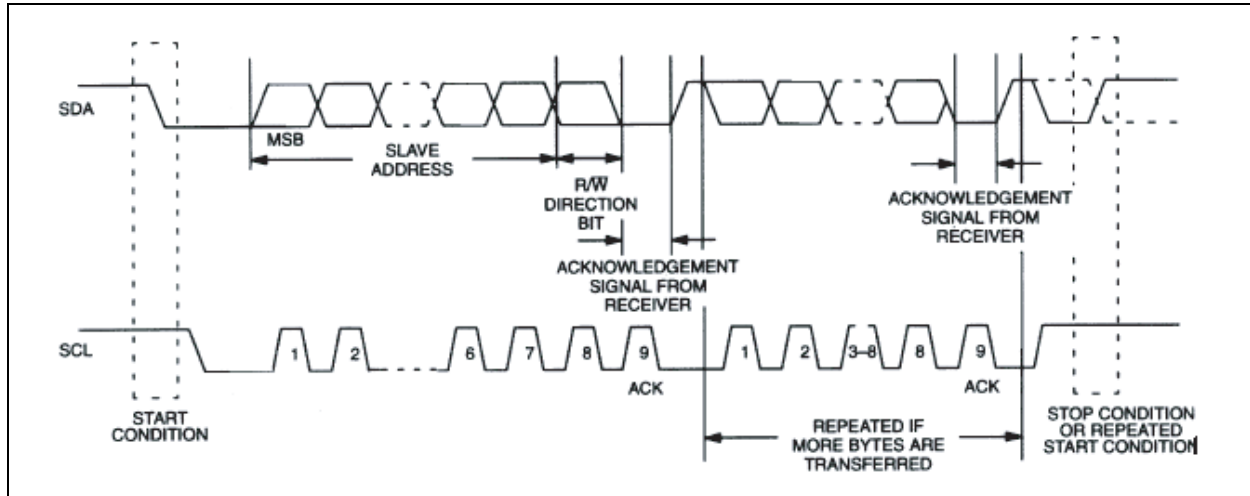 SDA
MSB
SLAVE
ADDRESS
R/W̅
DIRECTION
BIT
ACKNOWLEDGEMENT
SIGNAL FROM
RECEIVER
ACKNOWLEDGEMENT
SIGNAL FROM
RECEIVER
SCL
1
2
6
7
8
9
ACK
1
2
3–8
8
9
ACK
START
CONDITION
REPEATED IF
MORE BYTES ARE
TRANSFERRED
STOP CONDITION
OR REPEATED
START CONDITION